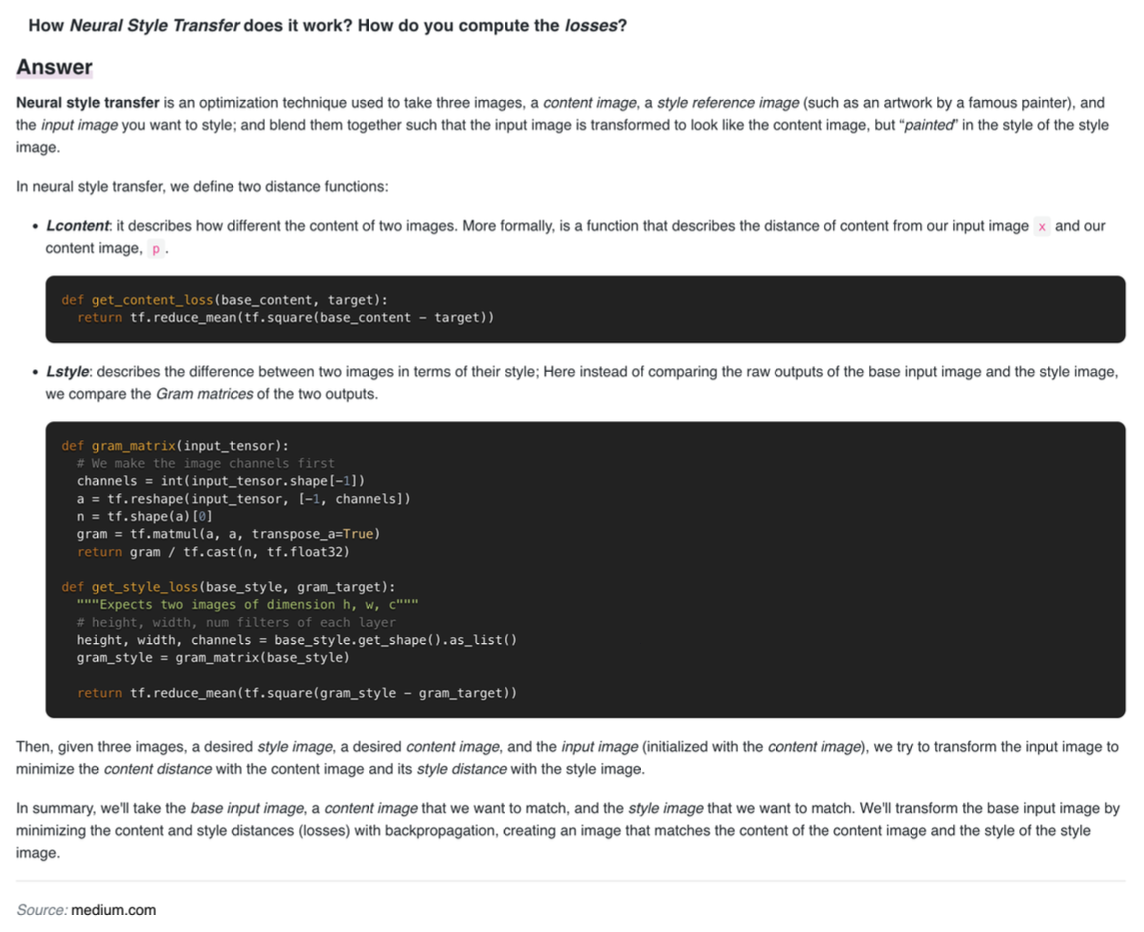 How Neural Style Transfer does it work? How do you compute the losses?
Answer
Neural style transfer is an optimization technique used to take three images, a content image, a style reference image (such as an artwork by a famous painter), and
the input image you want to style; and blend them together such that the input image is transformed to look like the content image, but “painted” in the style of the style
image.
In neural style transfer, we define two distance functions:
• Lcontent: it describes how different the content of two images. More formally, is a function that describes the distance of content from our input image x and our
content image, p .
def get_content_loss(base_content, target):
  return tf.reduce_mean(tf.square(base_content - target))
• Lstyle: describes the difference between two images in terms of their style; Here instead of comparing the raw outputs of the base input image and the style image,
we compare the Gram matrices of the two outputs.
def gram_matrix(input_tensor):
  # We make the image channels first
  channels = int(input_tensor.shape[-1])
  a = tf.reshape(input_tensor, [-1, channels])
  n = tf.shape(a)[0]
  gram = tf.matmul(a, a, transpose_a=True)
  return gram / tf.cast(n, tf.float32)
def get_style_loss(base_style, gram_target):
  """Expects two images of dimension h, w, c"""
  # height, width, num filters of each layer
  height, width, channels = base_style.get_shape().as_list()
  gram_style = gram_matrix(base_style)
  return tf.reduce_mean(tf.square(gram_style - gram_target))
Then, given three images, a desired style image, a desired content image, and the input image (initialized with the content image), we try to transform the input image to
minimize the content distance with the content image and its style distance with the style image.
In summary, we'll take the base input image, a content image that we want to match, and the style image that we want to match. We'll transform the base input image by
minimizing the content and style distances (losses) with backpropagation, creating an image that matches the content of the content image and the style of the style
image.
Source: medium.com